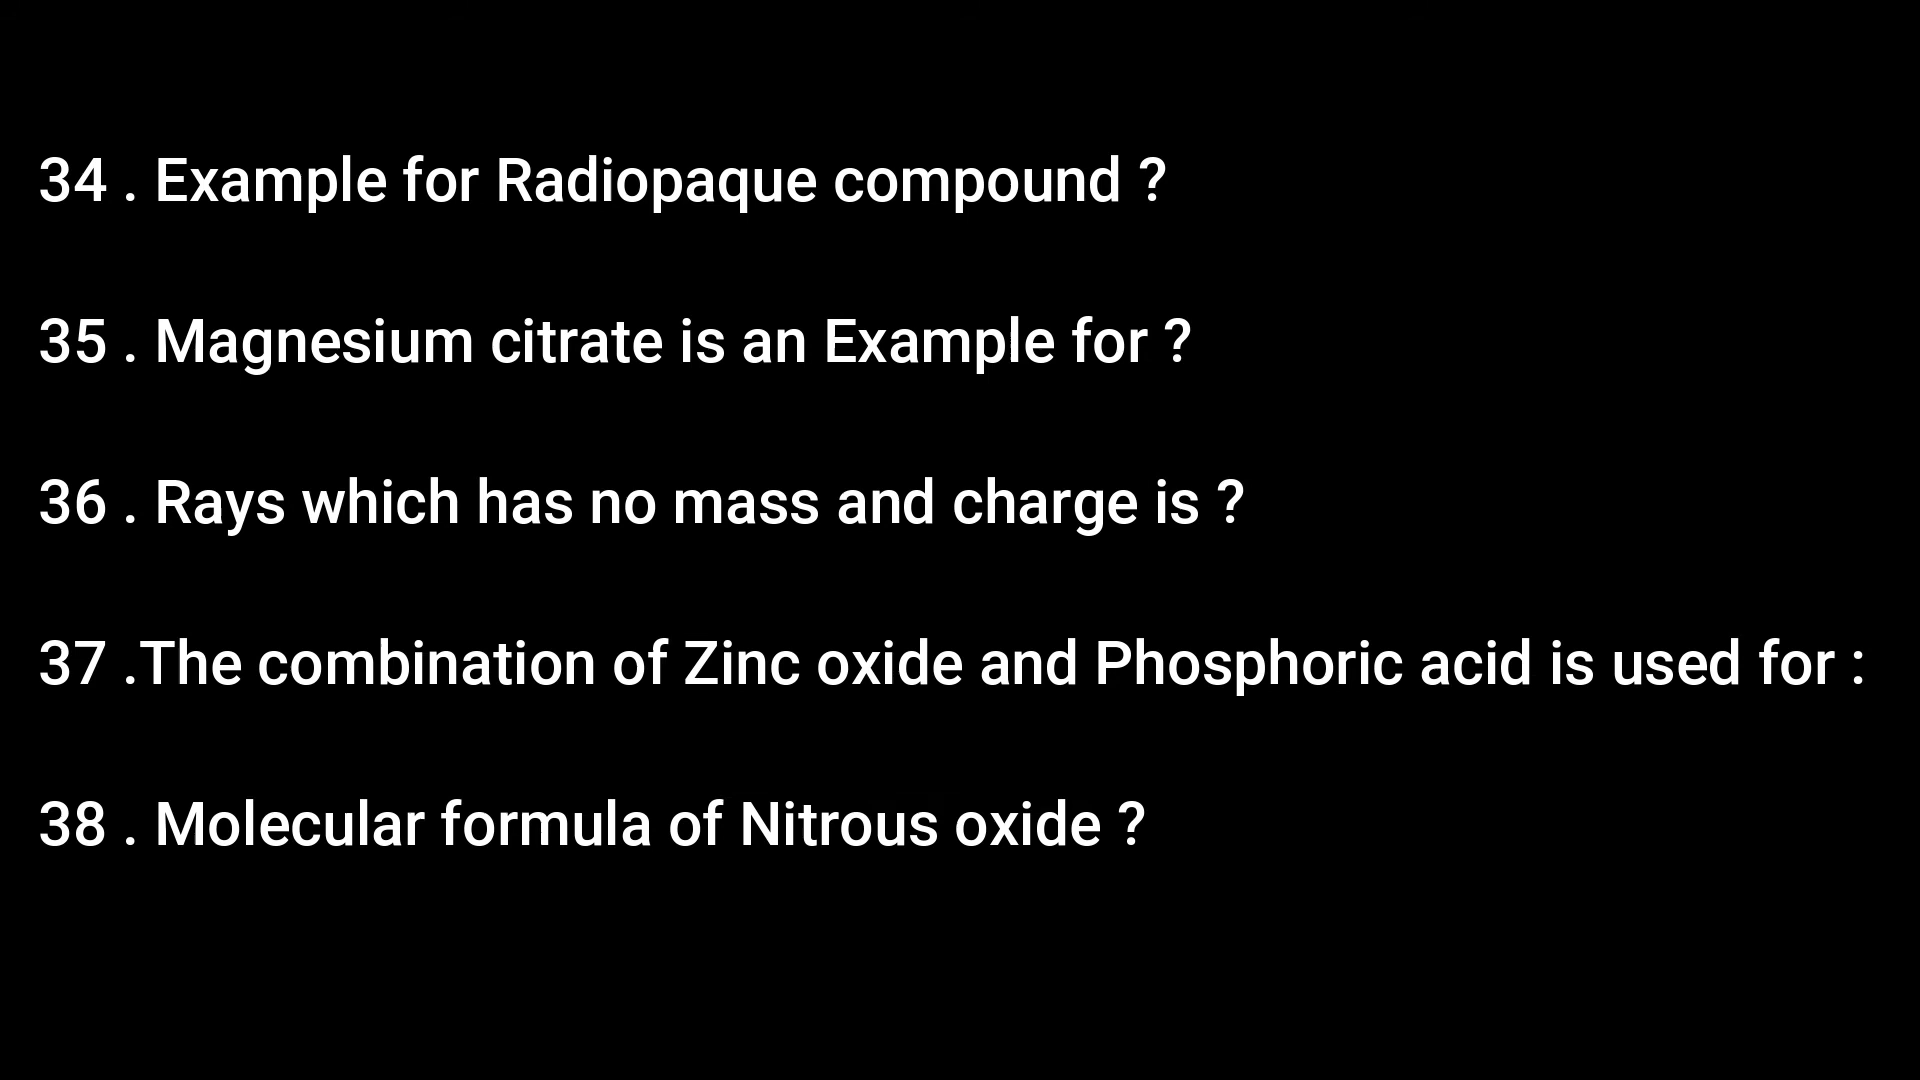 34 . Example for Radiopaque compound ?
35 . Magnesium citrate is an Example for ?
36 . Rays which has no mass and charge is ?
37 .The combination of Zinc oxide and Phosphoric acid is used for :
38 . Molecular formula of Nitrous oxide ?